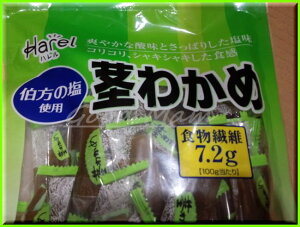 Harel
ハレル
爽やかな酸味とさっぱりした塩味
コリコリ、シャキシャキした食感
伯方の塩
使用
茎わかめ
食物繊維
7.2g
[100g当たり]